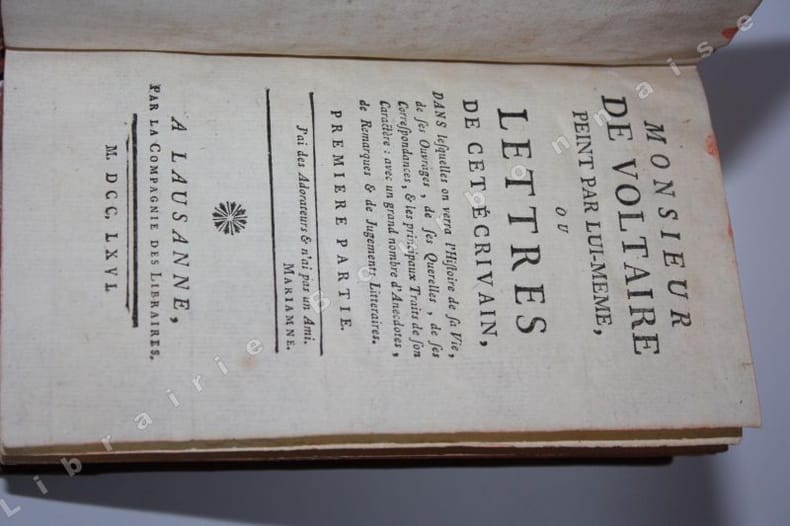 MONSIEUR
DE VOLTAIRE
PEINT PAR LUI-MEME,
OU
LETTRES
DE CET ÉCRIVAIN,
DANS leſquelles on verra l'Hiſtoire de ſa Vie,
de ſes Ouvrages, de ſes Querelles, de ſes
Correſpondances, & les principaux Traits de ſon
Caractère: avec un grand nombre d'Anecdotes,
de Remarques & de Jugements Litteraires.
PREMIERE PARTIE.
J'ai des Adorateurs & n'ai pas un Ami.
MARIAMNE.
A LAUSANNE,
PAR LA COMPAGNIE DES LIBRAIRES.
M. DCC. LXVI.
Librairie Bordonnaise